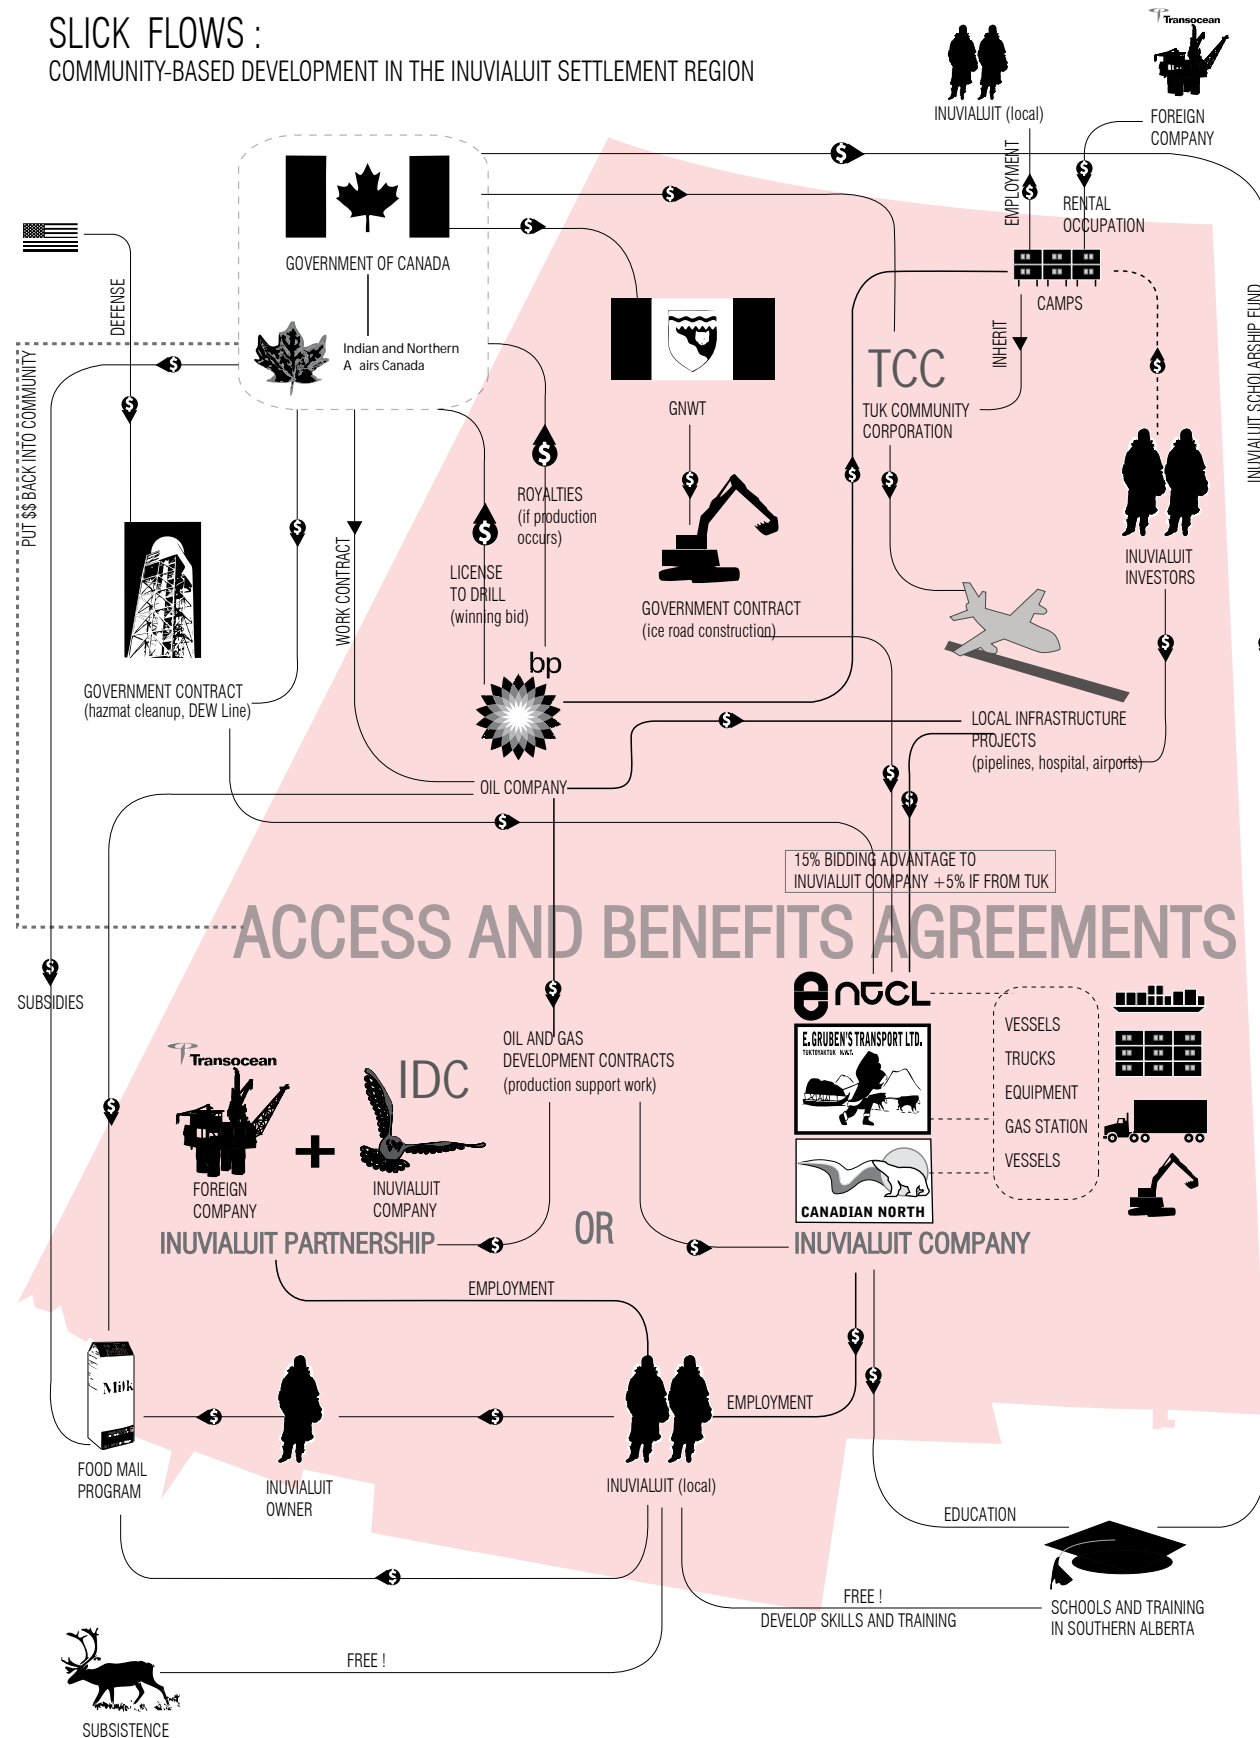 SLICK FLOWS :
COMMUNITY-BASED DEVELOPMENT IN THE INUVIALUIT SETTLEMENT REGION
Transocean
INUVIALUIT (local)
FOREIGN
COMPANY
EMPLOYMENT
RENTAL
OCCUPATION
GOVERNMENT OF CANADA
DEFENSE
CAMPS
INUVIALUIT SCHOLARSHIP FUND
Indian and Northern
A airs Canada
INHERIT
TCC
TUK COMMUNITY
CORPORATION
GNWT
PUT $$ BACK INTO COMMUNITY
ROYALTIES
(if production
occurs)
WORK CONTRACT
LICENSE
TO DRILL
(winning bid)
INUVIALUIT
INVESTORS
GOVERNMENT CONTRACT
(ice road construction)
bp
GOVERNMENT CONTRACT
(hazmat cleanup, DEW Line)
LOCAL INFRASTRUCTURE
PROJECTS
(pipelines, hospital, airports)
OIL COMPANY
15% BIDDING ADVANTAGE TO
INUVIALUIT COMPANY +5% IF FROM TUK
ACCESS AND BENEFITS AGREEMENTS
SUBSIDIES
NTCL
VESSELS
TRUCKS
EQUIPMENT
GAS STATION
VESSELS
E. GRUBEN'S TRANSPORT LTD.
TUKTOYAKTUK N.W.T.
OIL AND GAS
DEVELOPMENT CONTRACTS
(production support work)
Transocean
IDC
FOREIGN
COMPANY
+
INUVIALUIT
COMPANY
CANADIAN NORTH
INUVIALUIT PARTNERSHIP
OR
INUVIALUIT COMPANY
EMPLOYMENT
Milk
EMPLOYMENT
FOOD MAIL
PROGRAM
INUVIALUIT
OWNER
INUVIALUIT (local)
EDUCATION
FREE !
DEVELOP SKILLS AND TRAINING
SCHOOLS AND TRAINING
IN SOUTHERN ALBERTA
FREE !
SUBSISTENCE